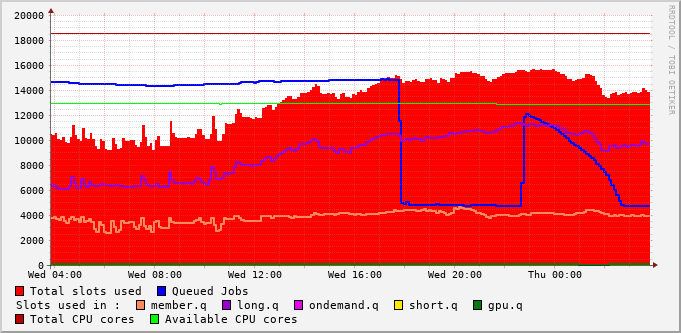 20000
18000
16000
14000
12000
10000
8000
6000
4000
2000
0
Wed 04:00 Wed 08:00 Wed 12:00 Wed 16:00 Wed 20:00 Thu 00:00
RRDTOOL / TOBI OETIKER
Total slots used Queued Jobs
Slots used in : member.q long.q ondemand.q short.q gpu.q
Total CPU cores Available CPU cores